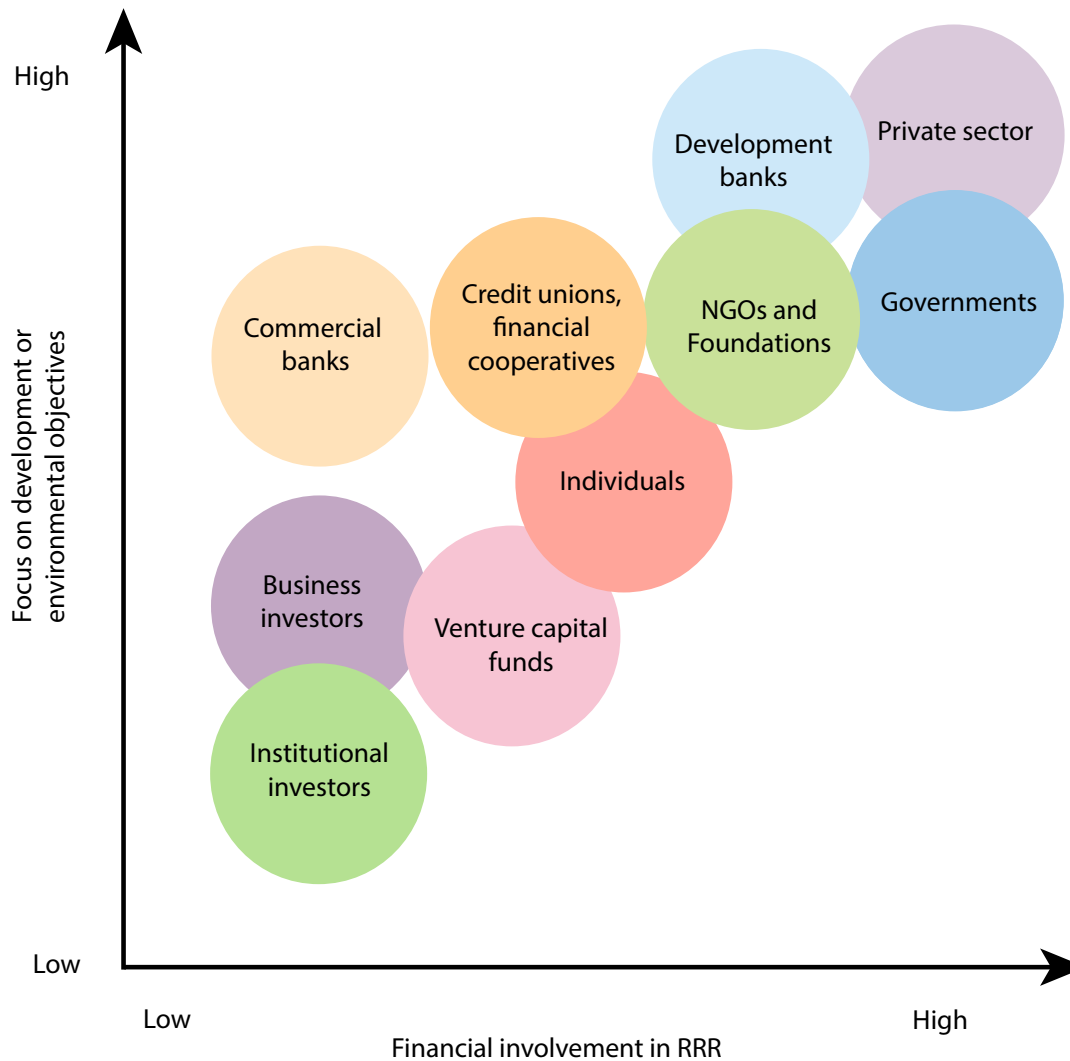 High
Private sector
Development
banks
Governments
Credit unions,
financial
cooperatives
NGOs and
Foundations
Commercial
banks
Individuals
Business
investors
Venture capital
funds
Institutional
investors
Focus on development or
environmental objectives
Low
Low
High
Financial involvement in RRR